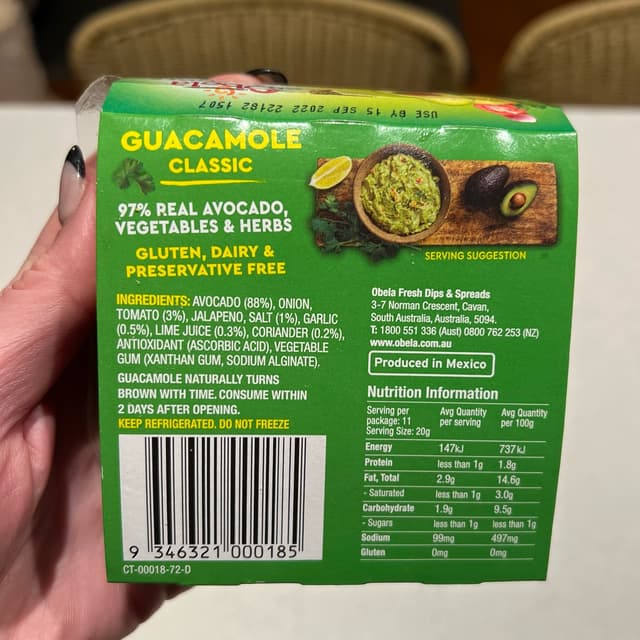 USE BY 15 SEP 2022 22192 1507
GUACAMOLE
CLASSIC
97% REAL AVOCADO,
VEGETABLES & HERBS
GLUTEN, DAIRY &
PRESERVATIVE FREE
SERVING SUGGESTION
INGREDIENTS: AVOCADO (88%), ONION,
TOMATO (3%), JALAPENO, SALT (1%), GARLIC
(0.5%), LIME JUICE (0.3%), CORIANDER (0.2%),
ANTIOXIDANT (ASCORBIC ACID), VEGETABLE
GUM (XANTHAN GUM, SODIUM ALGINATE).
GUACAMOLE NATURALLY TURNS
BROWN WITH TIME. CONSUME WITHIN
2 DAYS AFTER OPENING.
KEEP REFRIGERATED. DO NOT FREEZE
9 346321 000185
CT-00018-72-D
Obela Fresh Dips & Spreads
3-7 Norman Crescent, Cavan,
South Australia, Australia, 5094.
T: 1800 551 336 (Aust) 0800 762 253 (NZ)
www.obela.com.au
Produced in Mexico
Nutrition Information
Serving per package: 11 Serving Size: 20g Avg Quantity per serving Avg Quantity per 100g
Energy 147kJ 737kJ
Protein less than 1g 1.8g
Fat, Total 2.9g 14.6g
- Saturated less than 1g 3.0g
Carbohydrate 1.9g 9.5g
- Sugars less than 1g less than 1g
Sodium 99mg 497mg
Gluten 0mg 0mg